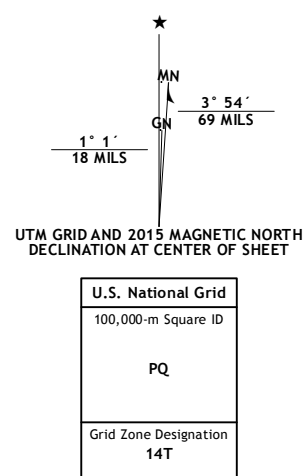 ★
MN
3° 54´
69 MILS
GN
1° 1´
18 MILS
UTM GRID AND 2015 MAGNETIC NORTH
DECLINATION AT CENTER OF SHEET
U.S. National Grid
100,000-m Square ID
PQ
Grid Zone Designation
14T